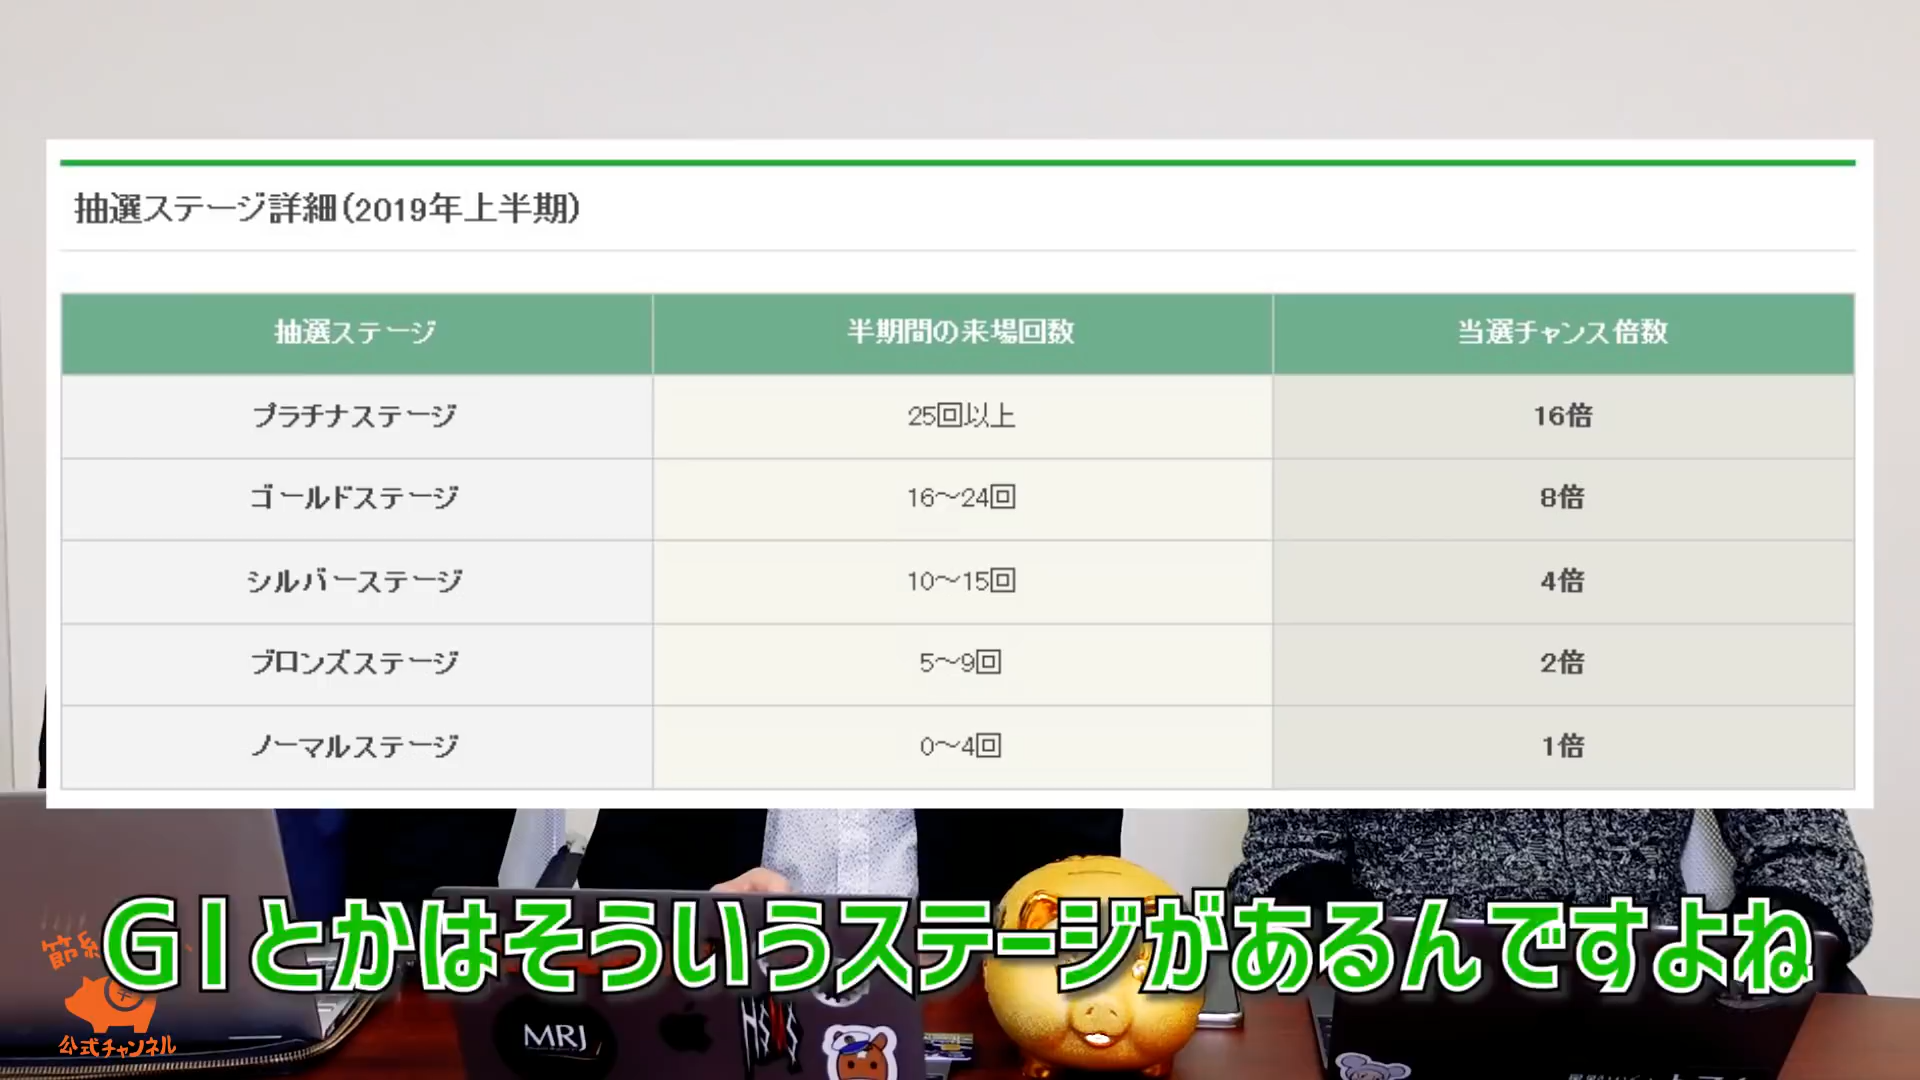 抽選ステージ詳細(2019年上半期)
抽選ステージ 半期間の来場回数 当選チャンス倍数
プラチナステージ 25回以上 16倍
ゴールドステージ 16～24回 8倍
シルバーステージ 10～15回 4倍
ブロンズステージ 5～9回 2倍
ノーマルステージ 0～4回 1倍
GIとかはそういうステージがあるんですよね
公式チャンネル
MRJ